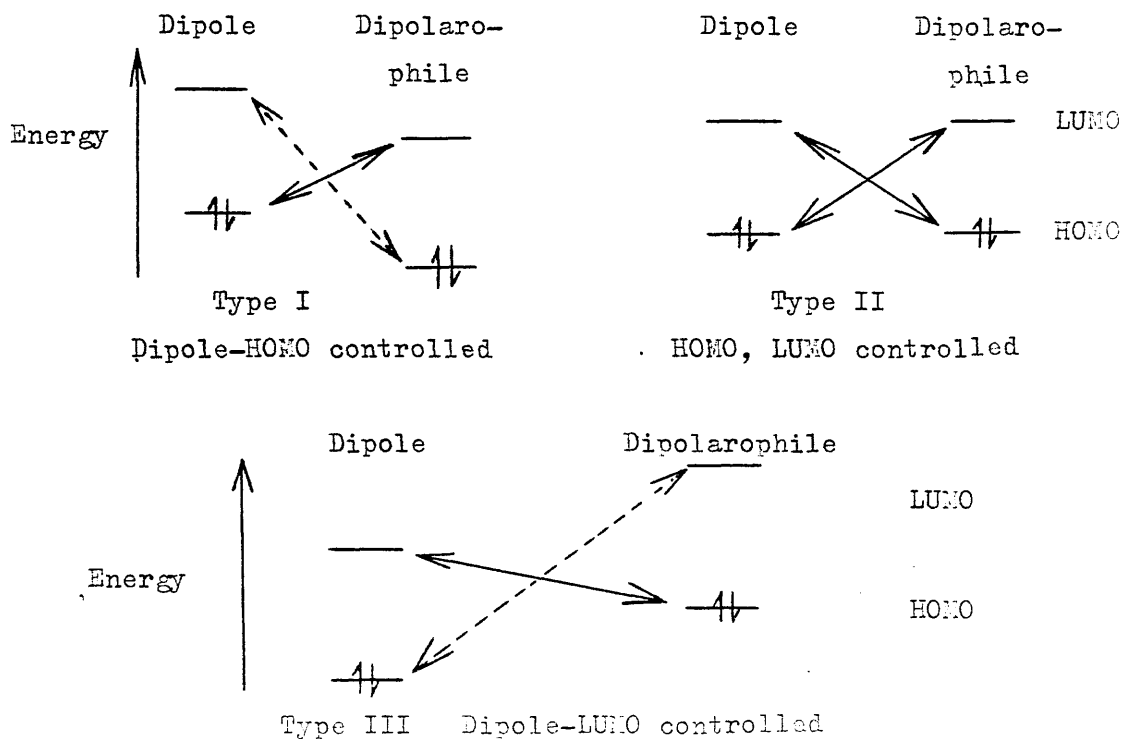 Dipole Dipolaro-
phile
Energy
Type I
Dipole-HOMO controlled
Dipole Dipolaro-
phile
LUMO
HOMO
Type II
HOMO, LUMO controlled
Dipole Dipolarophile
LUMO
Energy
HOMO
Type III Dipole-LUMO controlled